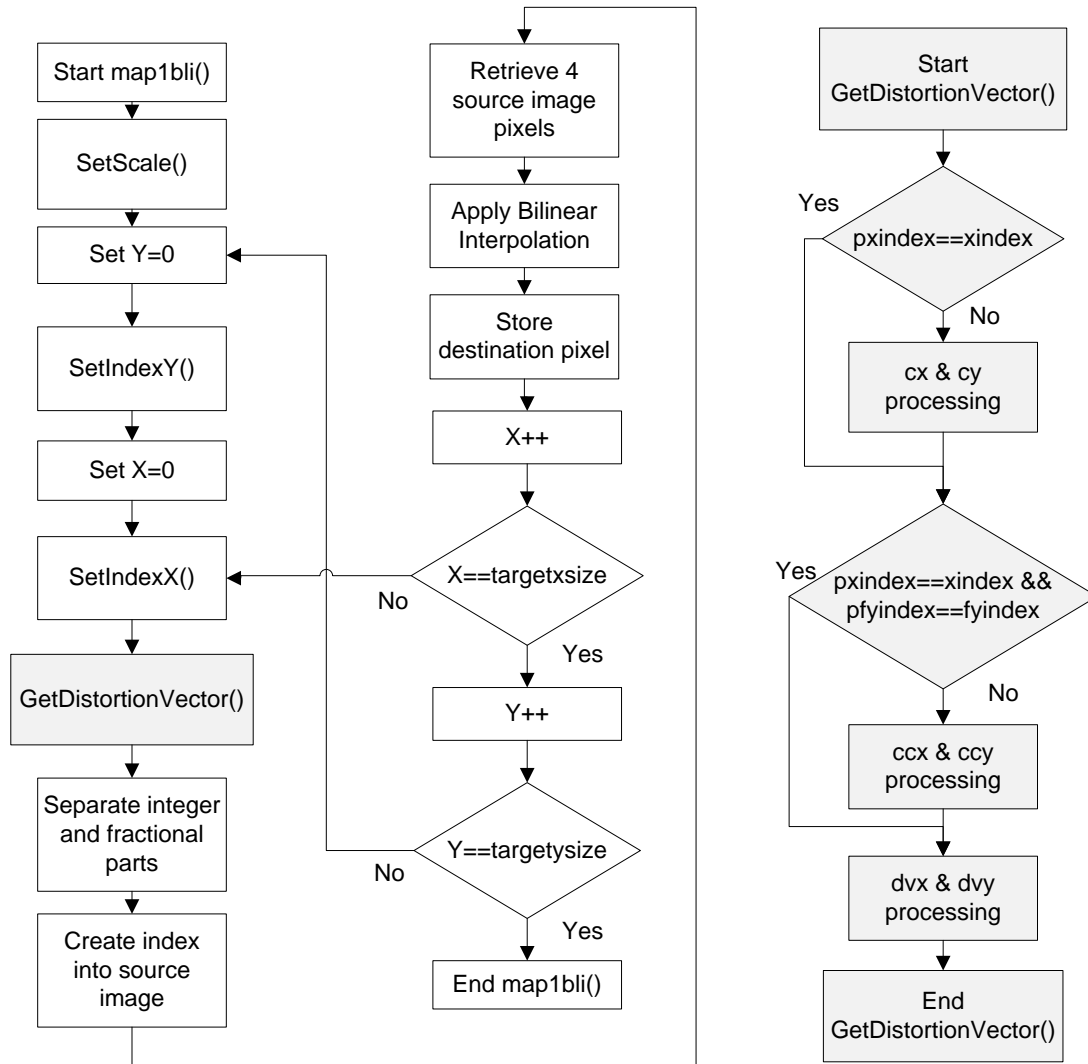 Start map1bli()
SetScale()
Set Y=0
SetIndexY()
Set X=0
SetIndexX()
GetDistortionVector()
Separate integer
and fractional
parts
Create index
into source
image
Retrieve 4
source image
pixels
Apply Bilinear
Interpolation
Store
destination pixel
X++
X==targetxsize
No
Yes
Y++
Y==targetysize
No
Yes
End map1bli()
Start
GetDistortionVector()
Yes
pxindex==xindex
No
cx & cy
processing
Yes
pxindex==xindex &&
pfyindex==fyindex
No
ccx & ccy
processing
dvx & dvy
processing
End
GetDistortionVector()